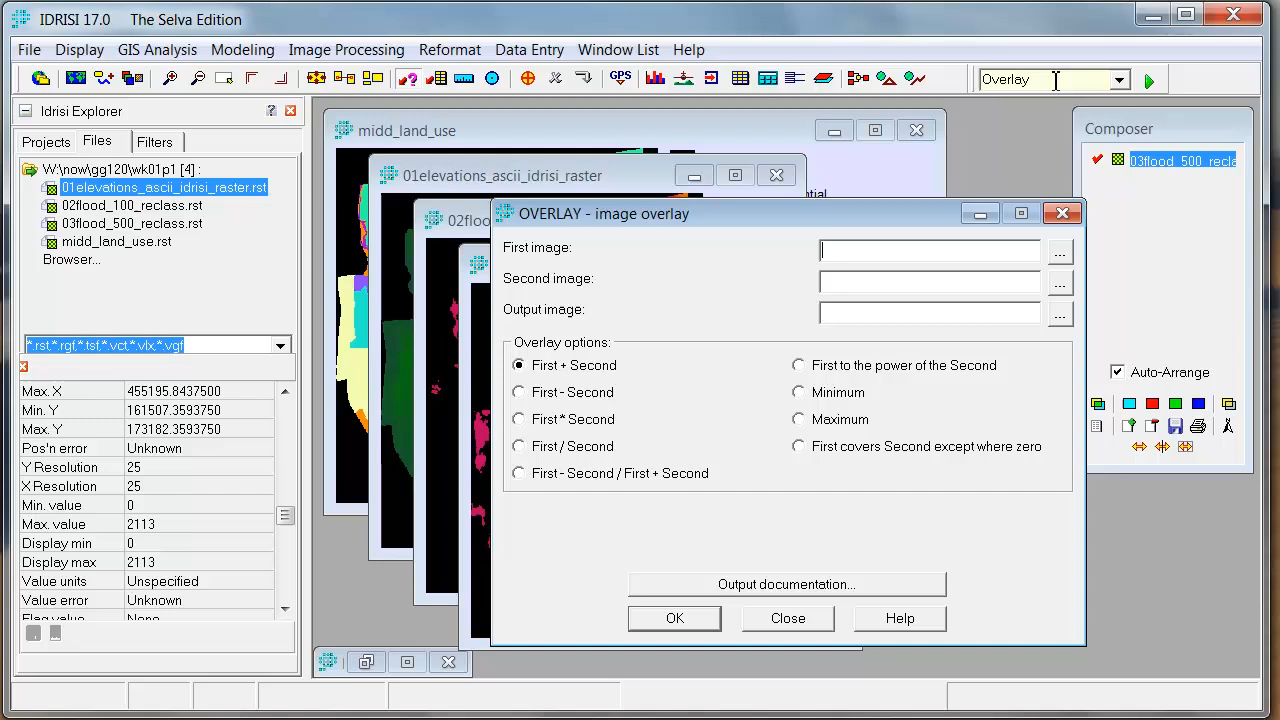 IDRISI 17.0 The Selva Edition
File Display GIS Analysis Modeling Image Processing Reformat Data Entry Window List Help
GPS
Overlay
Idrisi Explorer ?
Projects Files Filters
W:\now\gg120\wk01p1 [4] :
01elevations_ascii_idrisi_raster.rst
02flood_100_reclass.rst
03flood_500_reclass.rst
midd_land_use.rst
Browser...
*.rst,*.rgf,*.tsf,*.vct,*.vlx,*.vgf
Max. X 455195.8437500
Min. Y 161507.3593750
Max. Y 173182.3593750
Pos'n error Unknown
Y Resolution 25
X Resolution 25
Min. value 0
Max. value 2113
Display min 0
Display max 2113
Value units Unspecified
Value error Unknown
Flag value None
midd_land_use
01elevations_ascii_idrisi_raster
02floo
OVERLAY - image overlay
First image:
...
Second image:
...
Output image:
...
Overlay options:
First + Second
First - Second
First * Second
First / Second
First - Second / First + Second
First to the power of the Second
Minimum
Maximum
First covers Second except where zero
Output documentation...
OK Close Help
Composer
03flood_500_recla
Auto-Arrange